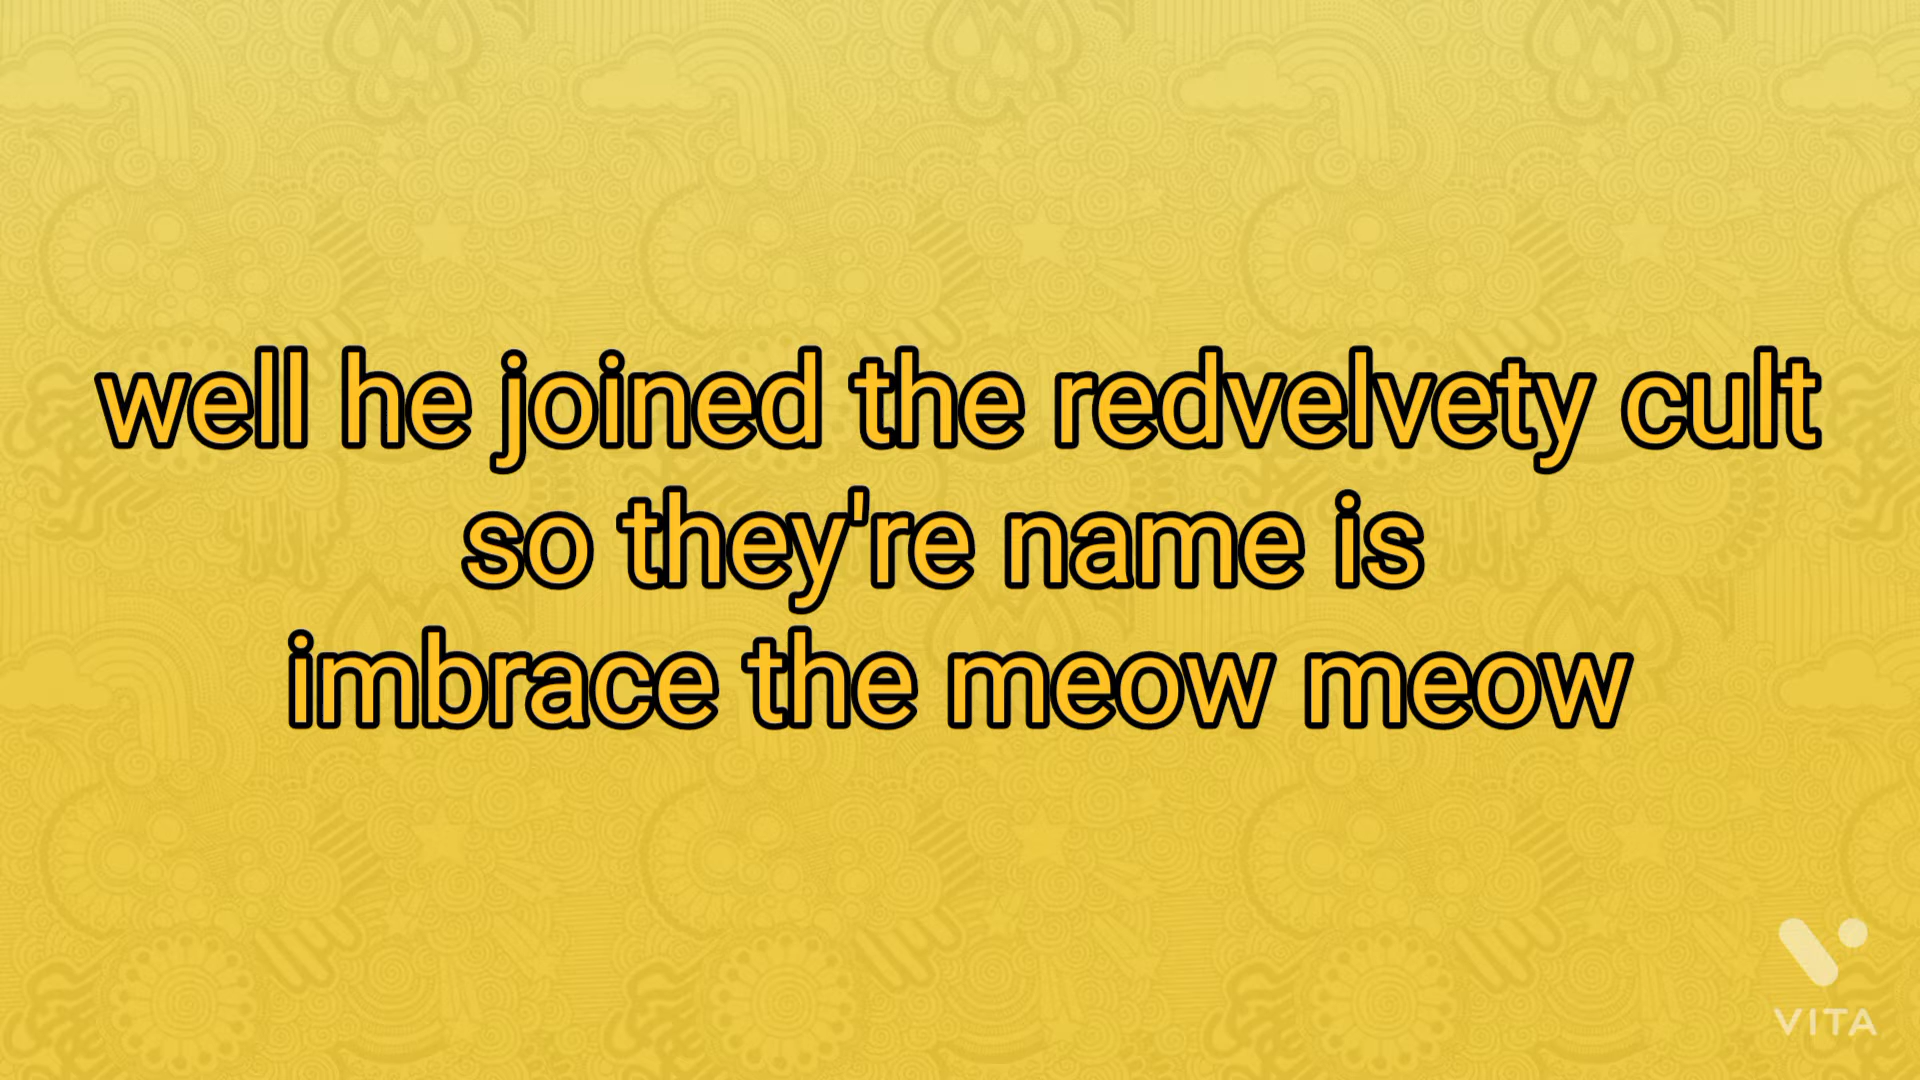 well he joined the redvelvety cult
so they're name is
imbrace the meow meow
VITA